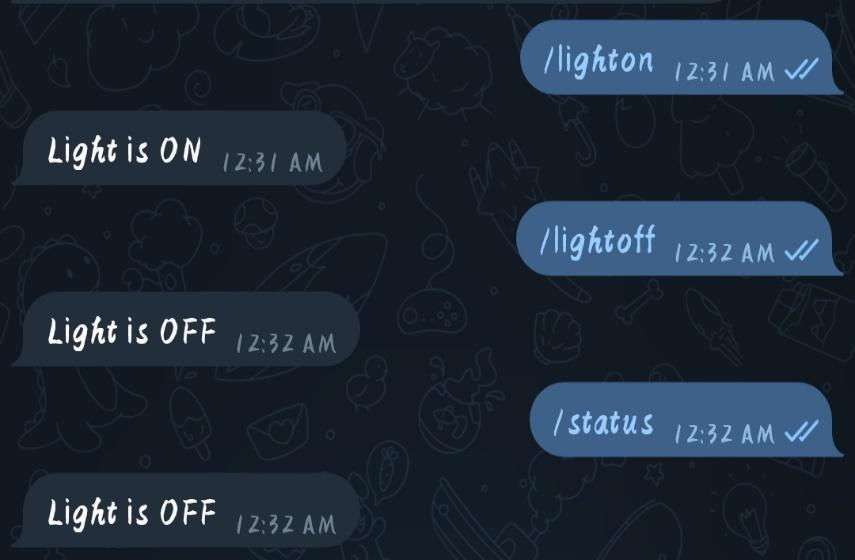 /lighton 12:31 AM
Light is ON 12:31 AM
/lightoff 12:32 AM
Light is OFF 12:32 AM
/status 12:32 AM
Light is OFF 12:32 AM